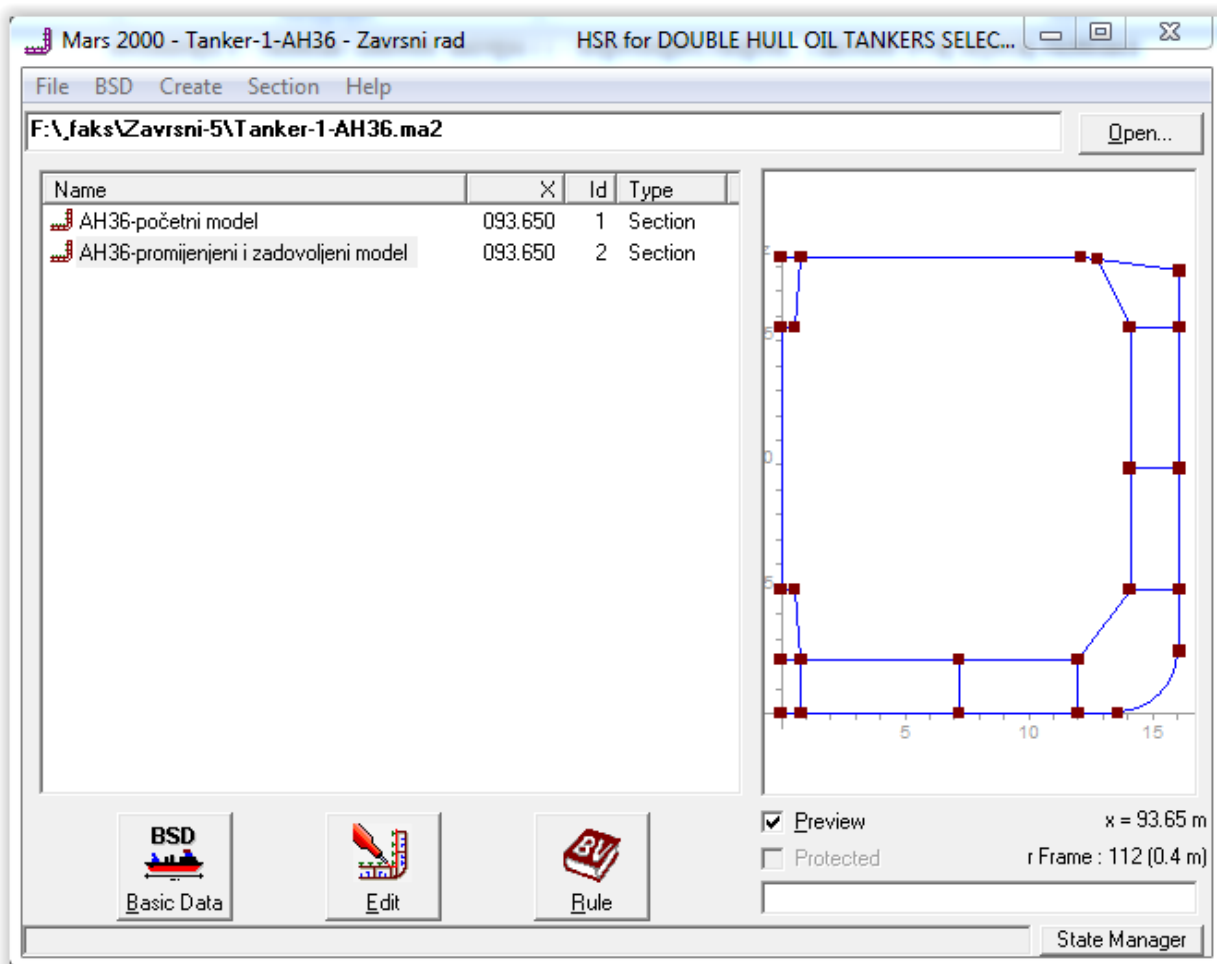 Mars 2000 - Tanker-1-AH36 - Zavrsni rad HSR for DOUBLE HULL OIL TANKERS SELEC...
File BSD Create Section Help
F:\_faks\Zavrsni-5\Tanker-1-AH36.ma2 Open...
Name X Id Type
AH36-početni model 093.650 1 Section
AH36-promijenjeni i zadovoljeni model 093.650 2 Section
z
5
0
5
5 10 15
BSD
Basic Data
Edit
BV
Rule
Preview x = 93.65 m
Protected r Frame : 112 (0.4 m)
State Manager